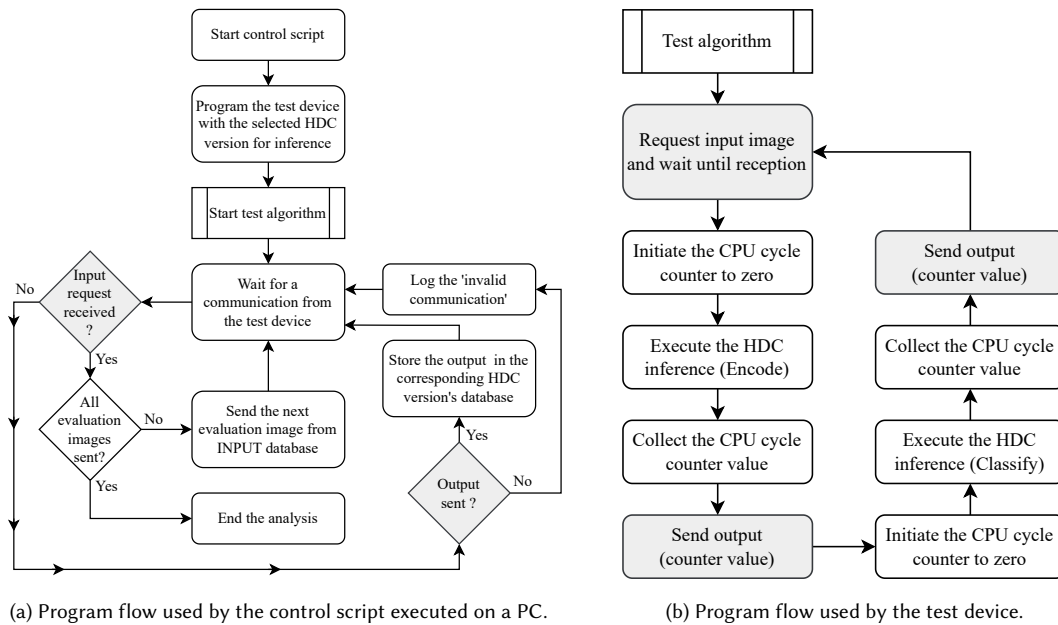 Start control script
Program the test device
with the selected HDC
version for inference
Start test algorithm
Wait for a
communication from
the test device
Log the 'invalid
communication'
Input
request
received
?
No
Yes
All
evaluation
images
sent?
No
Yes
Send the next
evaluation image from
INPUT database
End the analysis
Store the output in the
corresponding HDC
version's database
Yes
Output
sent ?
No
(a) Program flow used by the control script executed on a PC.
Test algorithm
Request input image
and wait until reception
Initiate the CPU cycle
counter to zero
Execute the HDC
inference (Encode)
Collect the CPU cycle
counter value
Send output
(counter value)
Initiate the CPU cycle
counter to zero
Execute the HDC
inference (Classify)
Collect the CPU cycle
counter value
Send output
(counter value)
(b) Program flow used by the test device.